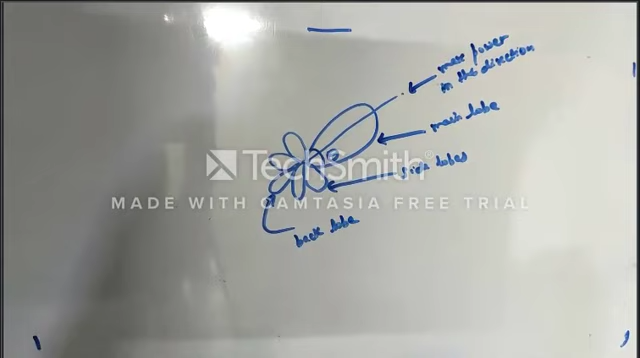 max power
in the direction
main lobe
TechSmith®
side lobes
MADE WITH CAMTASIA FREE TRIAL
back lobe